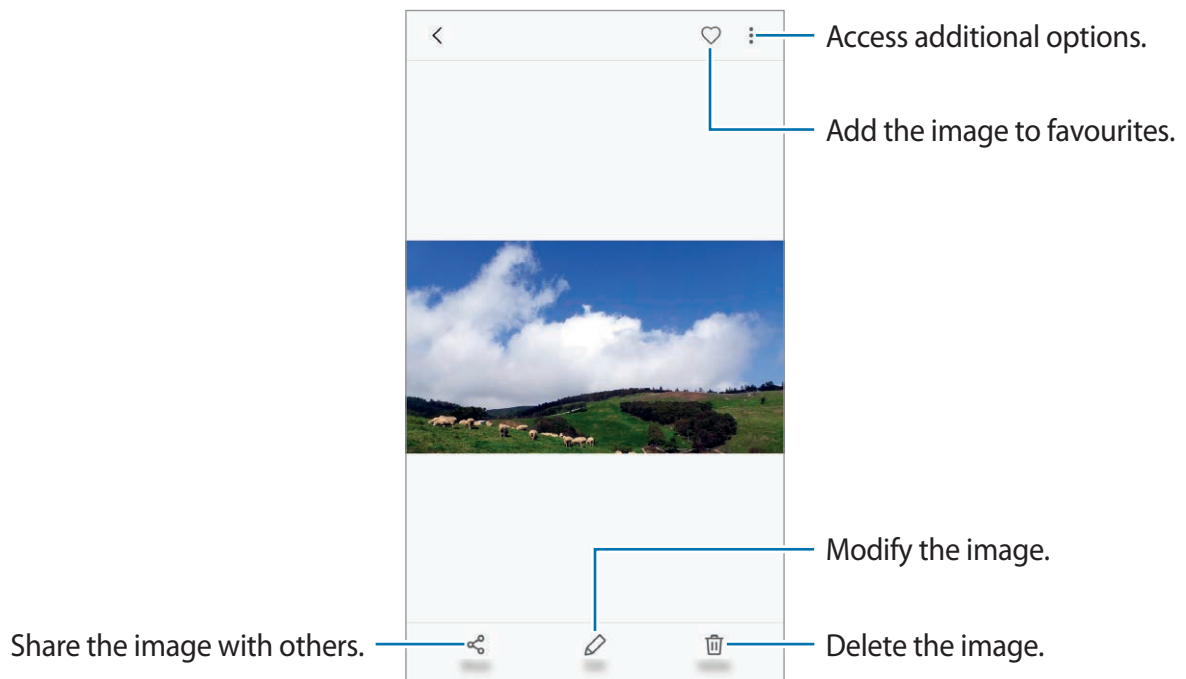 Access additional options.
Add the image to favourites.
Modify the image.
Share the image with others.
Delete the image.